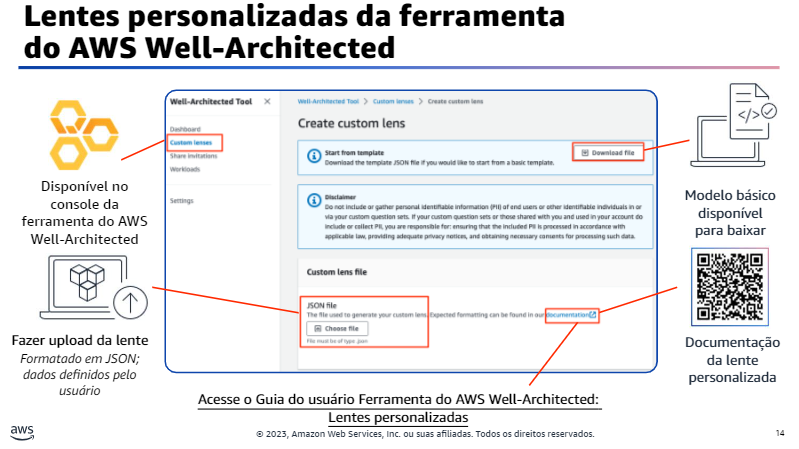 Lentes personalizadas da ferramenta
do AWS Well-Architected
Disponível no
console da
ferramenta do AWS
Well-Architected
Fazer upload da lente
Formatado em JSON;
dados definidos pelo
usuário
Well-Architected Tool
Dashboard
Custom lenses
Share invitations
Workloads
Settings
Well-Architected Tool > Custom lenses > Create custom lens
Create custom lens
Start from template
Download the template JSON file if you would like to start from a basic template.
Download file
Disclaimer
Do not include or gather personal identifiable information (PII) of end users or other identifiable individuals in or
via your custom question sets. If your custom question sets or those shared with you and used in your account do
include or collect PII, you are responsible for: ensuring that the included PII is processed in accordance with
applicable law, providing adequate privacy notices, and obtaining necessary consents for processing such data.
Custom lens file
JSON file
The file used to generate your custom lens. Expected formatting can be found in our documentation
Choose file
File must be of type .json
</>
Modelo básico
disponível
para baixar
Documentação
da lente
personalizada
Acesse o Guia do usuário Ferramenta do AWS Well-Architected:
Lentes personalizadas
aws
© 2023, Amazon Web Services, Inc. ou suas afiliadas. Todos os direitos reservados.
14